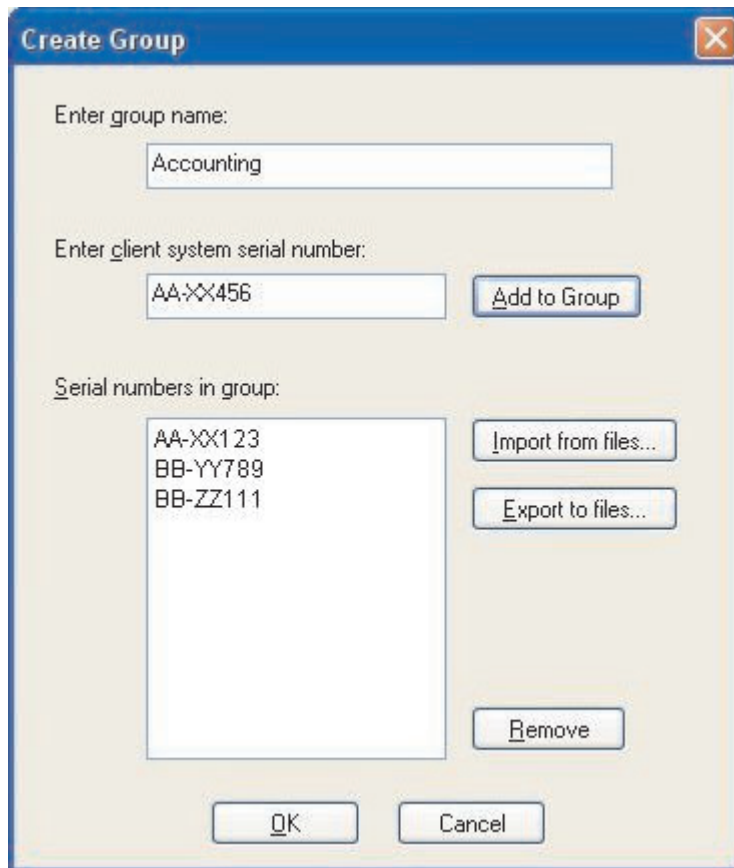 Create Group
Enter group name:
Accounting
Enter client system serial number:
AA-XX456
Add to Group
Serial numbers in group:
AA-XX123
BB-YY789
BB-ZZ111
Import from files...
Export to files...
Remove
OK
Cancel